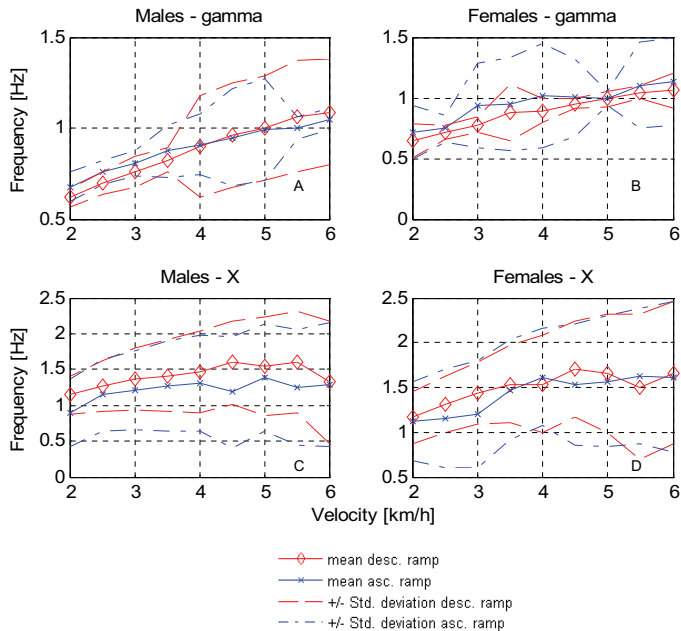 Males - gamma
Females - gamma
Frequency [Hz]
1.5
1
0.5
2 3 4 5 6
A
1.5
1
0.5
0
2 3 4 5 6
B
Males - X
Females - X
Frequency [Hz]
2.5
2
1.5
1
0.5
0
2 3 4 5 6
C
2.5
2
1.5
1
0.5
2 3 4 5 6
D
Velocity [km/h]
mean desc. ramp
mean asc. ramp
+/- Std. deviation desc. ramp
+/- Std. deviation asc. ramp